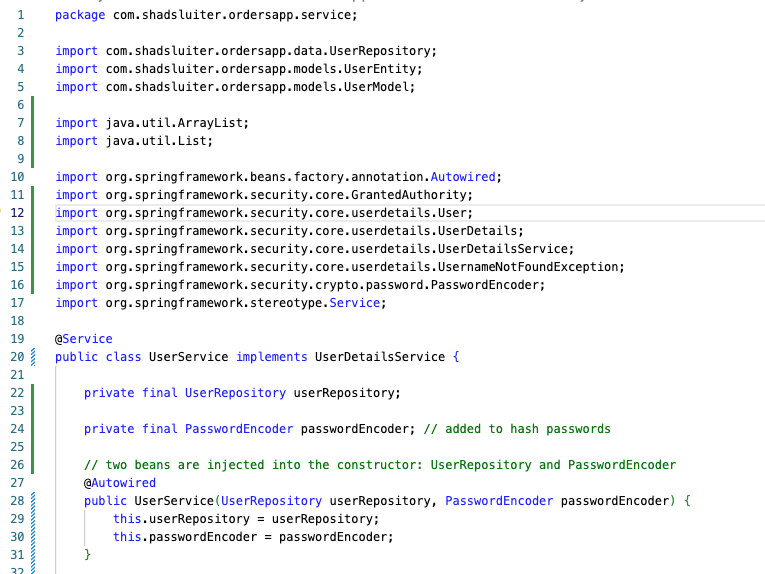 1 package com.shadsluiter.ordersapp.service;
2
3 import com.shadsluiter.ordersapp.data.UserRepository;
4 import com.shadsluiter.ordersapp.models.UserEntity;
5 import com.shadsluiter.ordersapp.models.UserModel;
6
7 import java.util.ArrayList;
8 import java.util.List;
9
10 import org.springframework.beans.factory.annotation.Autowired;
11 import org.springframework.security.core.GrantedAuthority;
12 import org.springframework.security.core.userdetails.User;
13 import org.springframework.security.core.userdetails.UserDetails;
14 import org.springframework.security.core.userdetails.UserDetailsService;
15 import org.springframework.security.core.userdetails.UsernameNotFoundException;
16 import org.springframework.security.crypto.password.PasswordEncoder;
17 import org.springframework.stereotype.Service;
18
19 @Service
20 public class UserService implements UserDetailsService {
21
22     private final UserRepository userRepository;
23
24     private final PasswordEncoder passwordEncoder; // added to hash passwords
25
26     // two beans are injected into the constructor: UserRepository and PasswordEncoder
27     @Autowired
28     public UserService(UserRepository userRepository, PasswordEncoder passwordEncoder) {
29         this.userRepository = userRepository;
30         this.passwordEncoder = passwordEncoder;
31     }
32